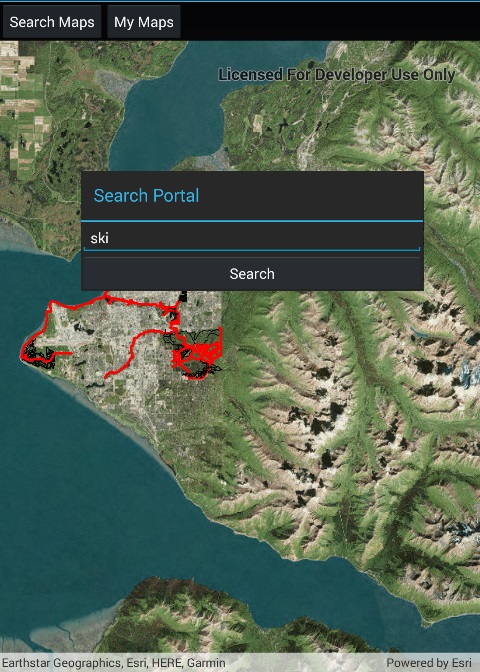 Search Maps My Maps
Licensed For Developer Use Only
Search Portal
ski
Search
Earthstar Geographics, Esri, HERE, Garmin Powered by Esri